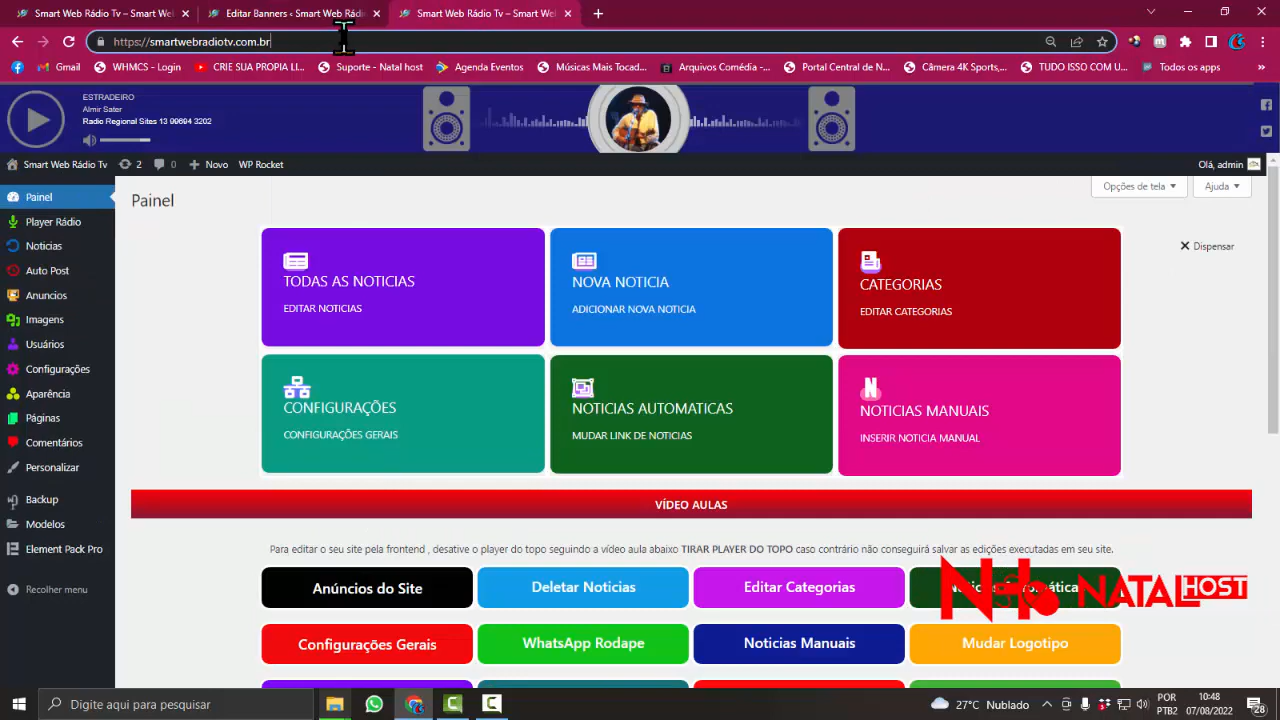 Smart Web Rádio Tv - Smart Web
Editar Banners ‹ Smart Web Rádi
Smart Web Rádio Tv - Smart Web
https://smartwebradiotv.com.br
Gmail
WHMCS - Login
CRIE SUA PROPIA LI...
Suporte - Natal host
Agenda Eventos
Músicas Mais Tocad...
Arquivos Comédia -...
Portal Central de N...
Câmera 4K Sports,...
TUDO ISSO COM U...
Todos os apps
ESTRADEIRO
Almir Sater
Radio Regional Sites 13 99694 3202
Smart Web Rádio Tv
2
0
Novo
WP Rocket
Olá, admin
Painel
Player Rádio
Noticias
Auto Post
Anuncios
Imagens
Usuários
Configurações
Aparência
Páginas
Comentários
Personalizar
Backup
Modelos
Element Pack Pro
Recolher menu
Painel
Opções de tela
Ajuda
Dispensar
TODAS AS NOTICIAS
EDITAR NOTICIAS
NOVA NOTICIA
ADICIONAR NOVA NOTICIA
CATEGORIAS
EDITAR CATEGORIAS
CONFIGURAÇÕES
CONFIGURAÇÕES GERAIS
NOTICIAS AUTOMATICAS
MUDAR LINK DE NOTICIAS
NOTICIAS MANUAIS
INSERIR NOTICIA MANUAL
VÍDEO AULAS
Para editar o seu site pela frontend , desative o player do topo seguindo a vídeo aula abaixo TIRAR PLAYER DO TOPO caso contrário não conseguirá salvar as edições executadas em seu site.
Anúncios do Site
Deletar Noticias
Editar Categorias
NATAL HOST
Configurações Gerais
WhatsApp Rodape
Noticias Manuais
Mudar Logotipo
Digite aqui para pesquisar
27°C Nublado
POR
PTB2
10:48
07/08/2022
28